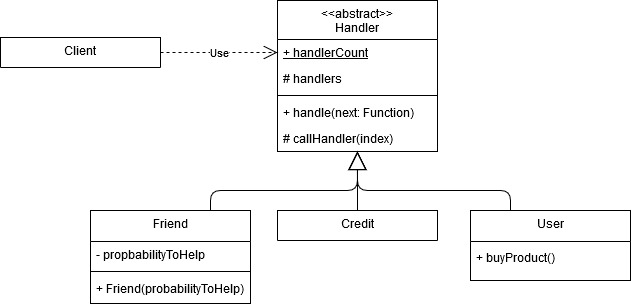 <<abstract>>
Handler
Client
Use
+ handlerCount
# handlers
+ handle(next: Function)
# callHandler(index)
Friend
- propbabilityToHelp
+ Friend(probabilityToHelp)
Credit
User
+ buyProduct()